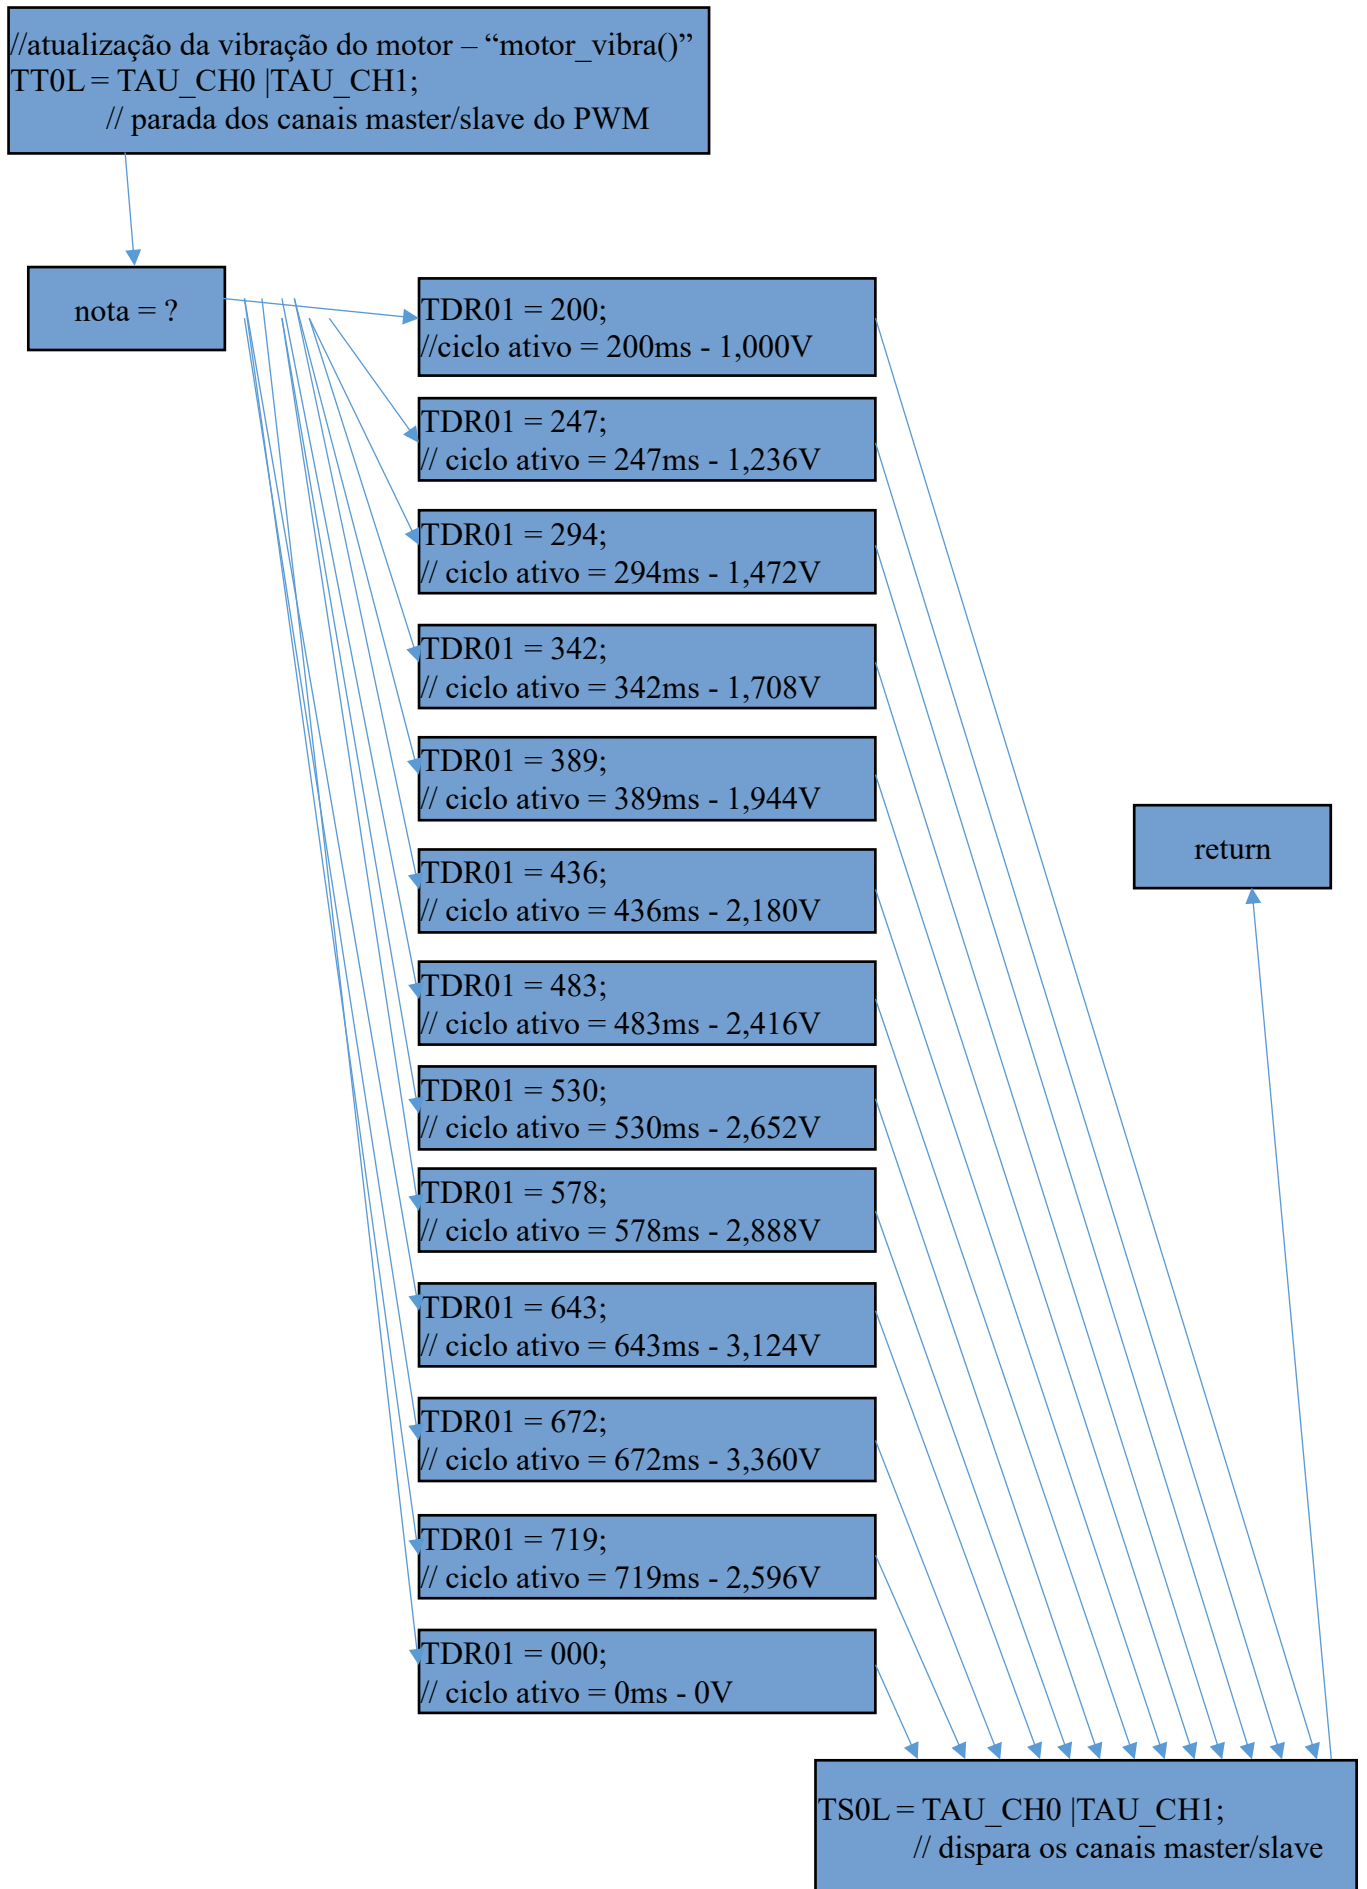 //atualização da vibração do motor – “motor_vibra()”
TT0L = TAU_CH0 |TAU_CH1;
// parada dos canais master/slave do PWM
nota = ?
TDR01 = 200;
//ciclo ativo = 200ms - 1,000V
TDR01 = 247;
// ciclo ativo = 247ms - 1,236V
TDR01 = 294;
// ciclo ativo = 294ms - 1,472V
TDR01 = 342;
// ciclo ativo = 342ms - 1,708V
TDR01 = 389;
// ciclo ativo = 389ms - 1,944V
return
TDR01 = 436;
// ciclo ativo = 436ms - 2,180V
TDR01 = 483;
// ciclo ativo = 483ms - 2,416V
TDR01 = 530;
// ciclo ativo = 530ms - 2,652V
TDR01 = 578;
// ciclo ativo = 578ms - 2,888V
TDR01 = 643;
// ciclo ativo = 643ms - 3,124V
TDR01 = 672;
// ciclo ativo = 672ms - 3,360V
TDR01 = 719;
// ciclo ativo = 719ms - 2,596V
TDR01 = 000;
// ciclo ativo = 0ms - 0V
TS0L = TAU_CH0 |TAU_CH1;
// dispara os canais master/slave